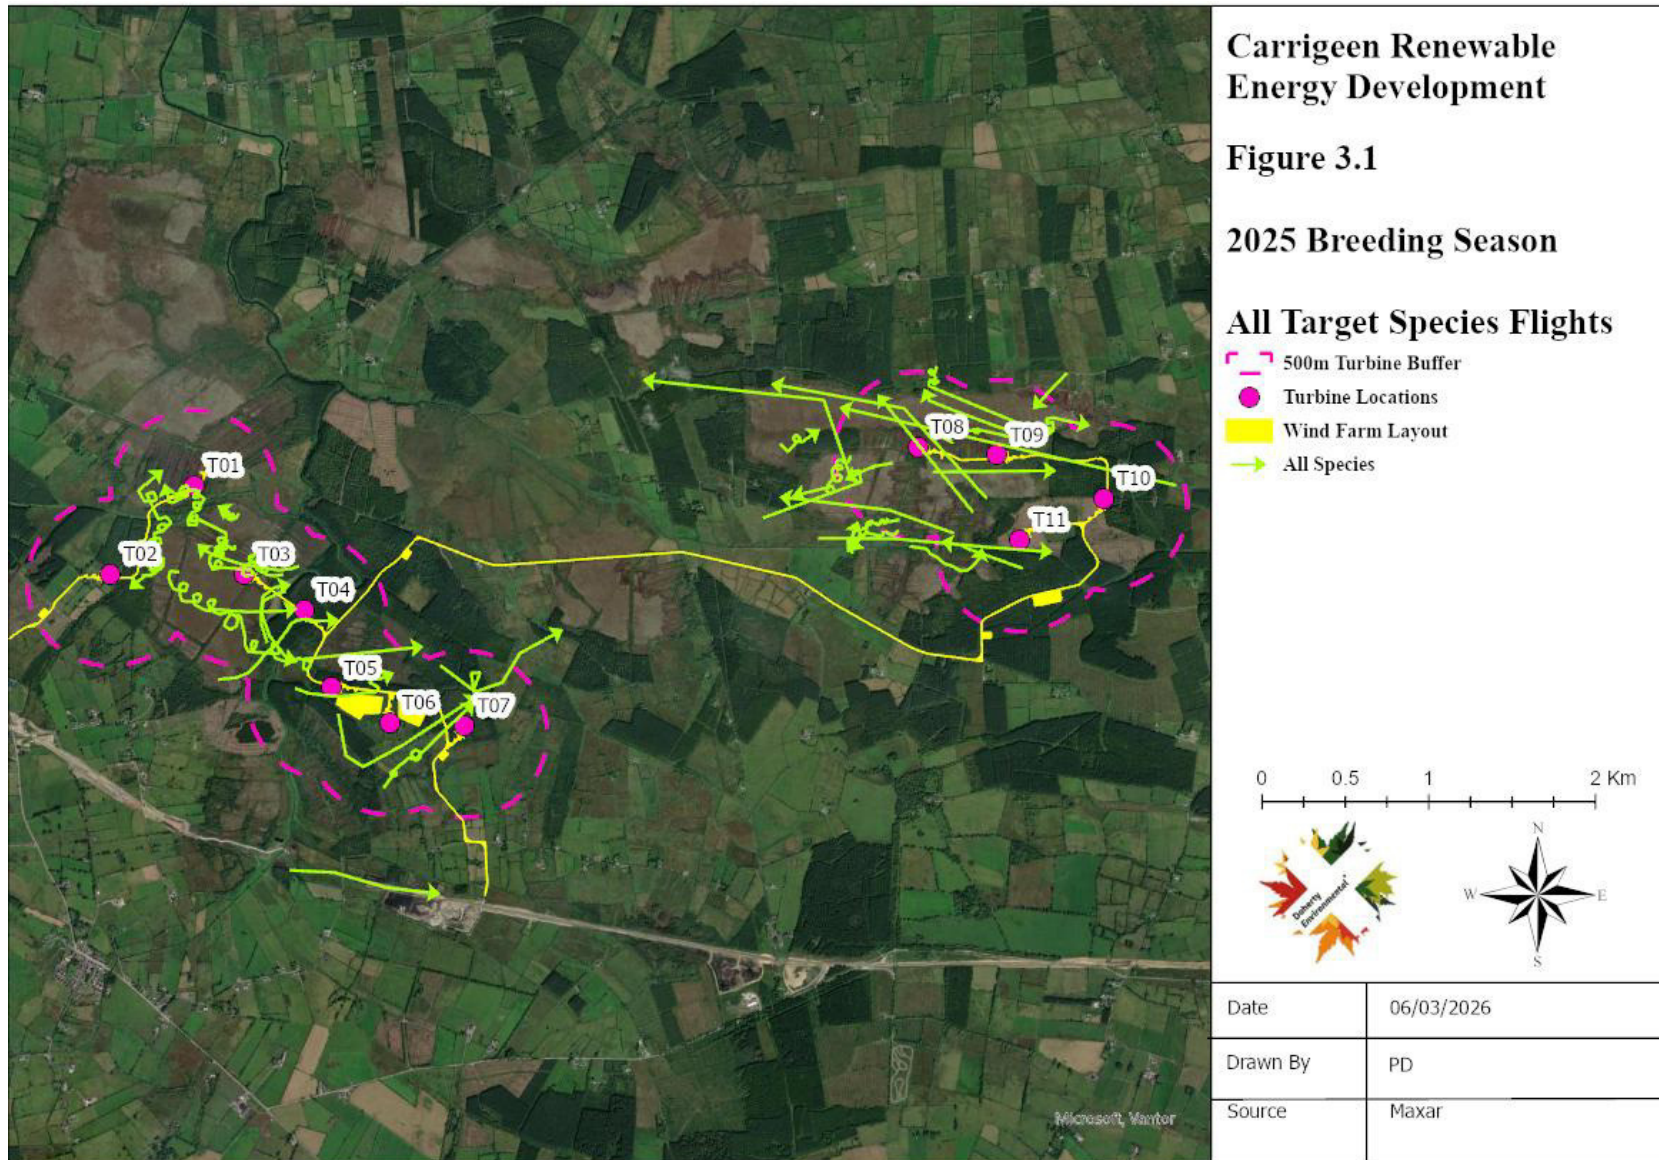 Carrigeen Renewable
Energy Development
Figure 3.1
2025 Breeding Season
All Target Species Flights
500m Turbine Buffer
Turbine Locations
Wind Farm Layout
All Species
T01
T02
T03
T04
T05
T06
T07
T08
T09
T10
T11
Microsoft, Vantor
0 0.5 1 2 Km
Doherty
Environmental
N
W
E
S
Date 06/03/2026
Drawn By PD
Source Maxar